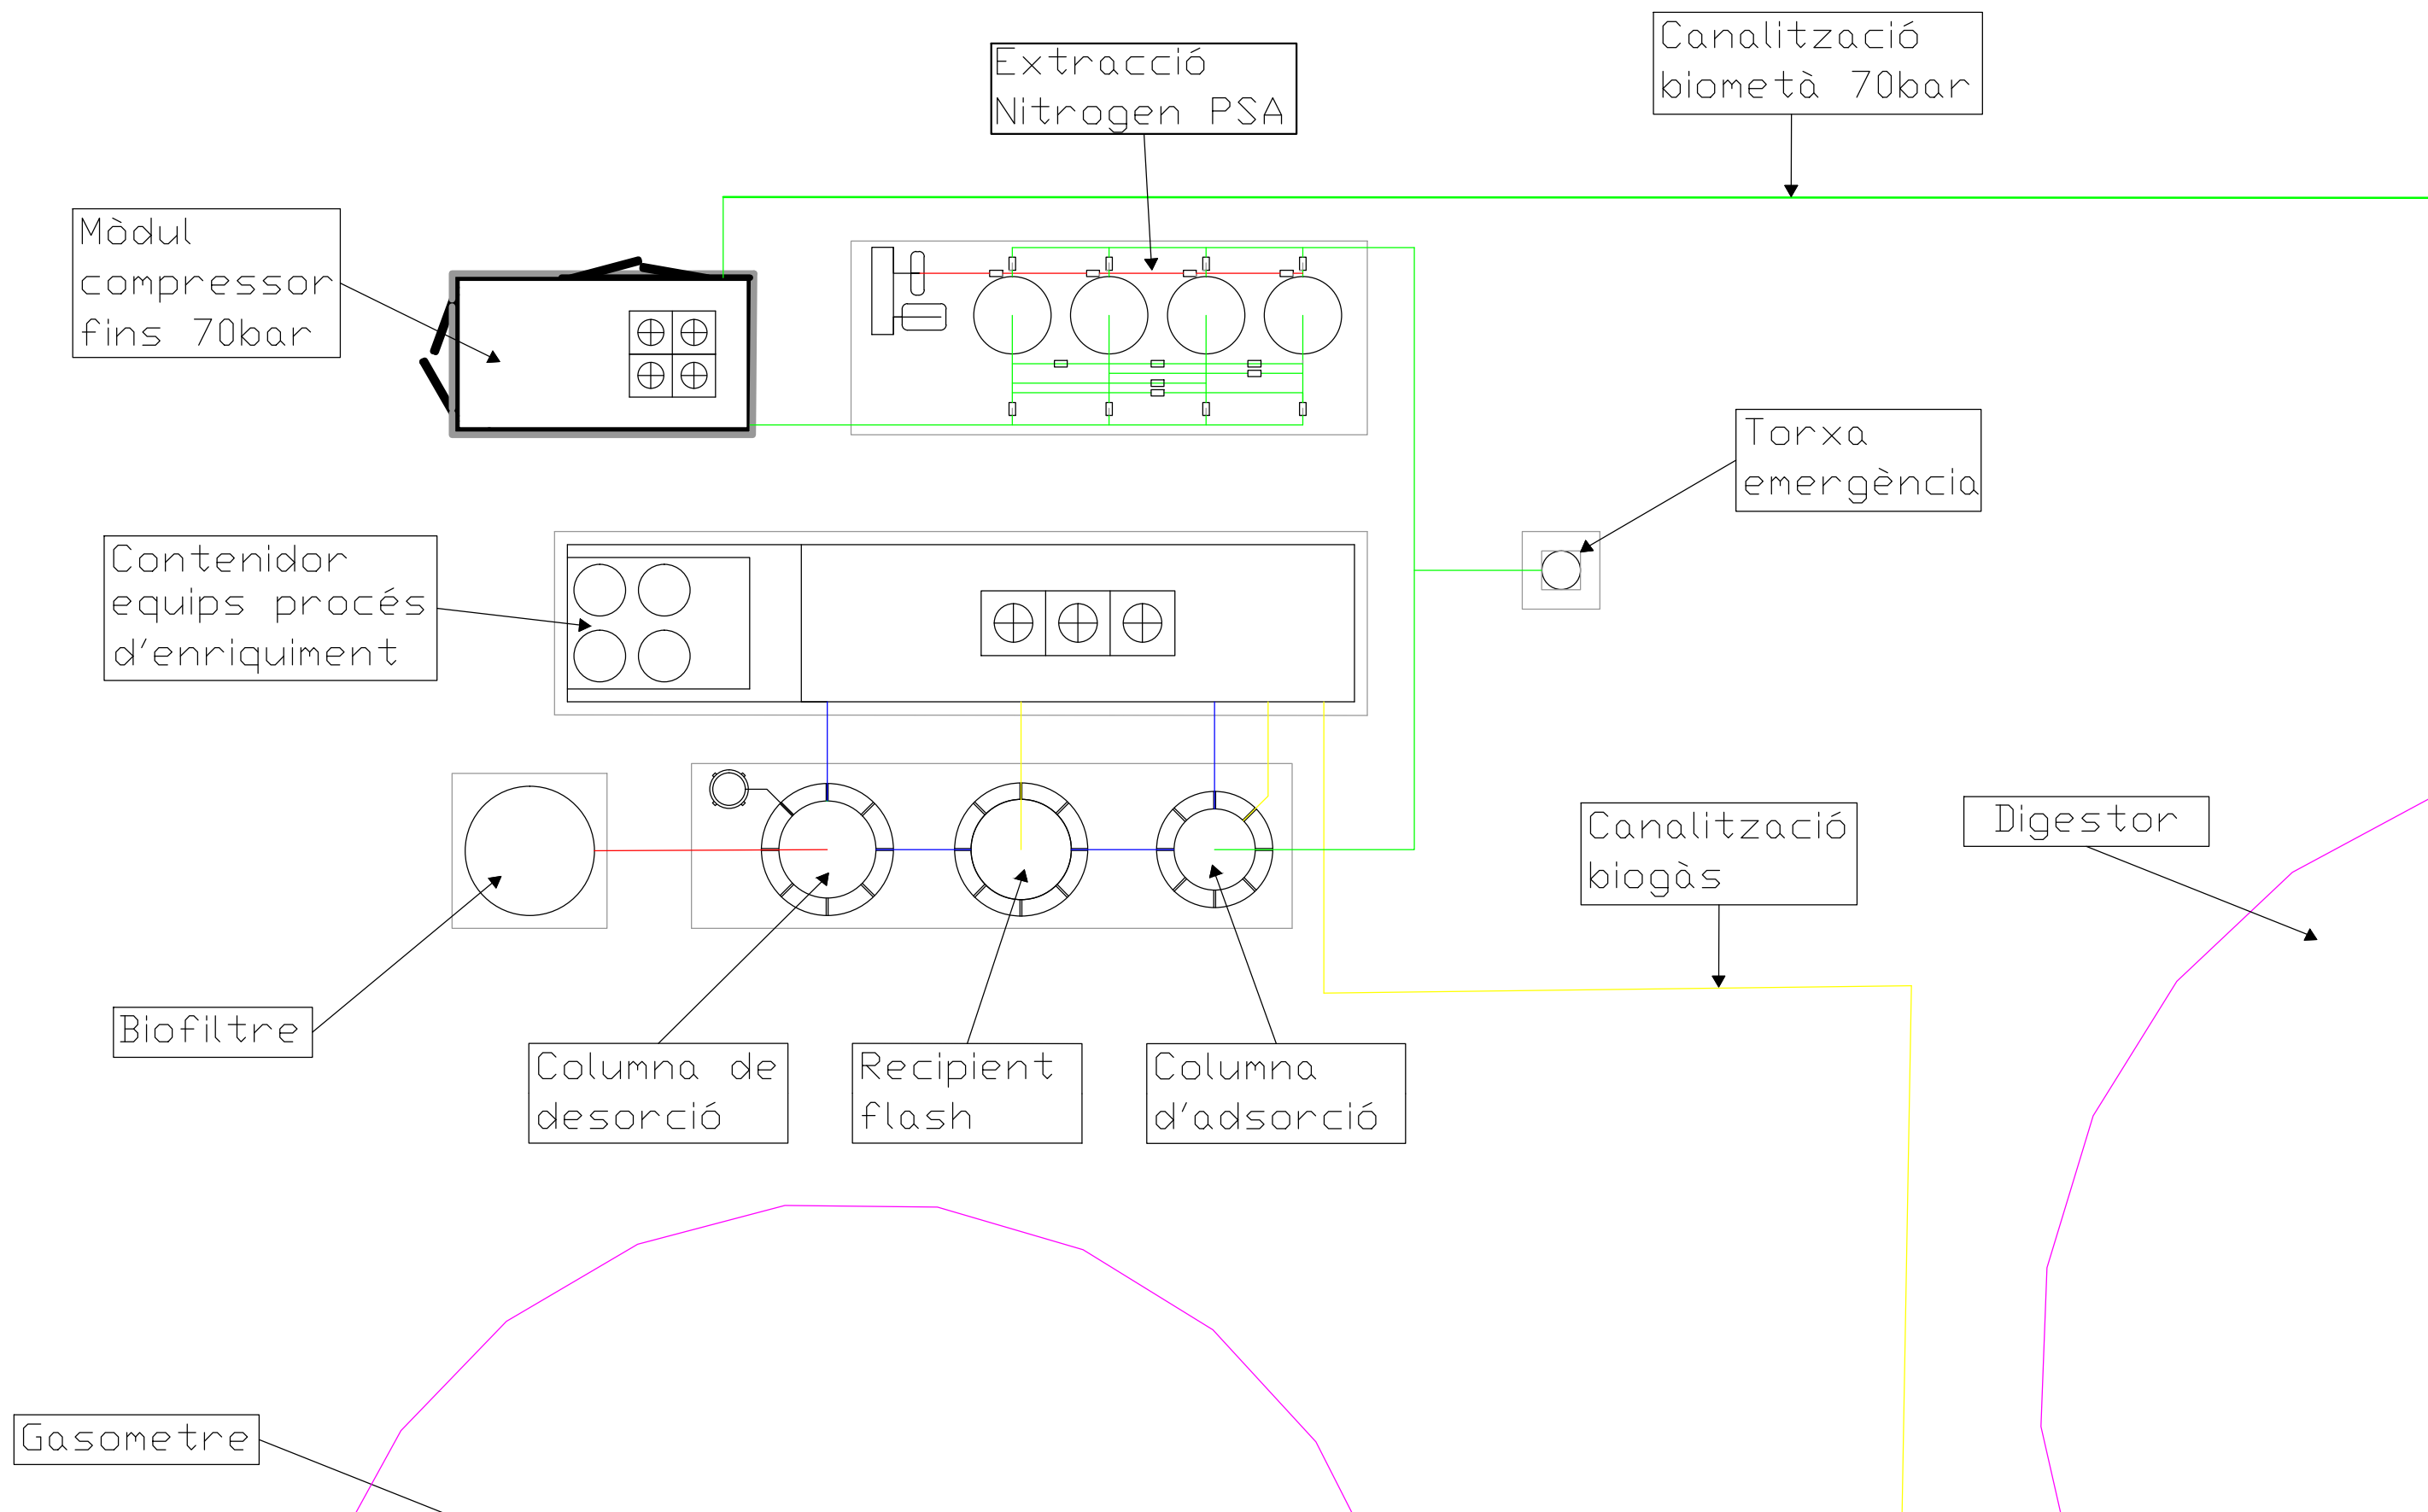 Canalització
biometà 70bar
Extracció
Nitrogen PSA
Mòdul
compressor
fins 70bar
Torxa
emergència
Contenidor
equips procés
d'enriquiment
Canalització
biogàs
Digestor
Biofiltre
Columna de
desorció
Recipient
flash
Columna
d'adsorció
Gasometre